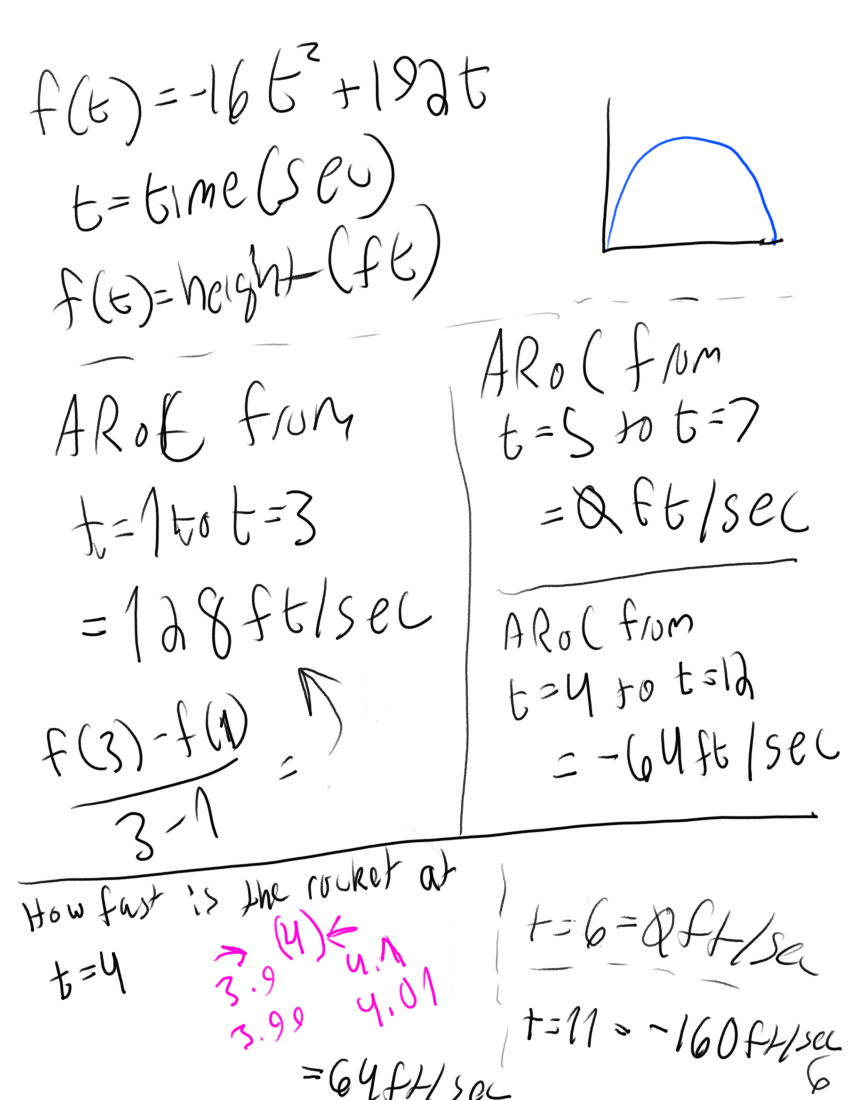 f(t) = -16t² + 192t
t = time (sec)
f(t) = height (ft)
ARoC from
t = 1 to t = 3
= 128 ft/sec
f(3) - f(1)
3 - 1
=
ARoC from
t = 5 to t = 7
= 0 ft/sec
ARoC from
t = 4 to t = 12
= -64 ft/sec
How fast is the rocket at
t = 4
→ (4) ←
3.9 4.1
3.99 4.01
= 64 ft/sec
t = 6 = 0 ft/sec
t = 11 = -160 ft/sec
6